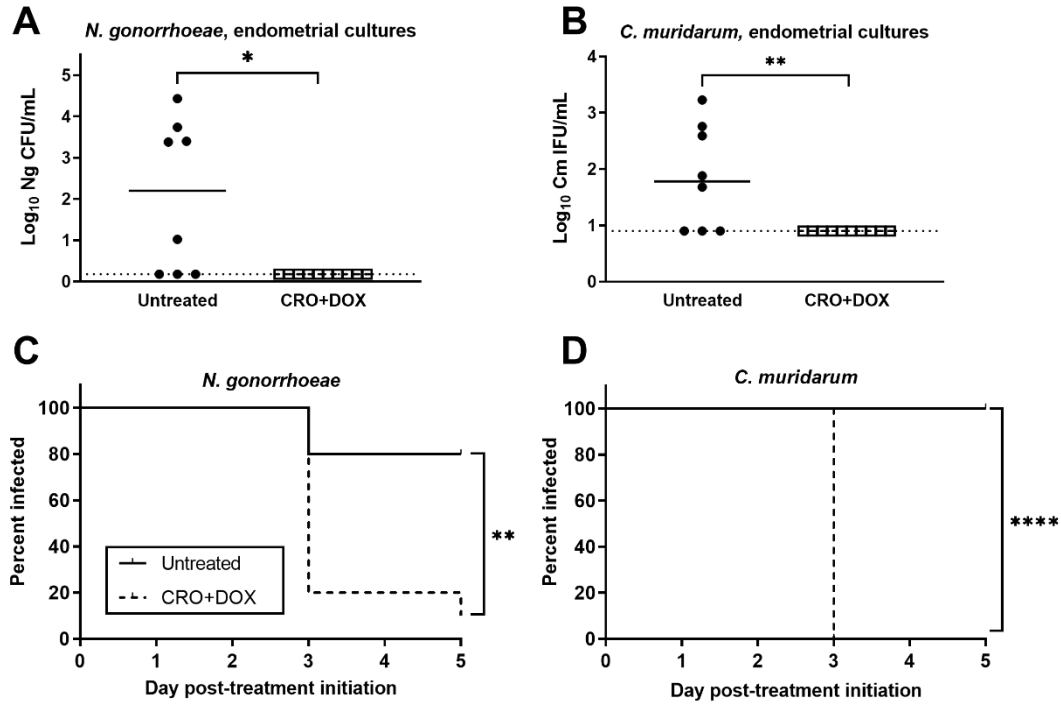 A
N. gonorrhoeae, endometrial cultures
*
5
4
3
2
1
0
Log10 Ng CFU/mL
Untreated CRO+DOX
B
C. muridarum, endometrial cultures
**
4
3
2
1
0
Log10 Cm IFU/mL
Untreated CRO+DOX
C
N. gonorrhoeae
100
80
60
40
20
0
Percent infected
**
Untreated
CRO+DOX
0 1 2 3 4 5
Day post-treatment initiation
D
C. muridarum
100
80
60
40
20
0
Percent infected
****
0 1 2 3 4 5
Day post-treatment initiation